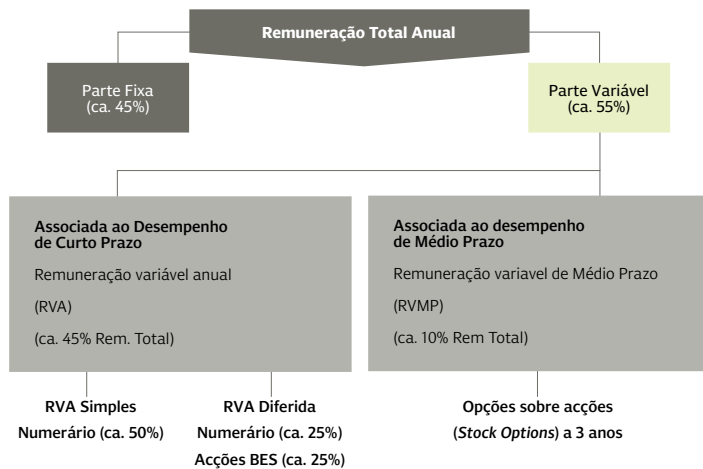 Remuneração Total Anual
Parte Fixa
(ca. 45%)
Parte Variável
(ca. 55%)
Associada ao Desempenho
de Curto Prazo
Remuneração variável anual
(RVA)
(ca. 45% Rem. Total)
Associada ao desempenho
de Médio Prazo
Remuneração variavel de Médio Prazo
(RVMP)
(ca. 10% Rem Total)
RVA Simples
Numerário (ca. 50%)
RVA Diferida
Numerário (ca. 25%)
Acções BES (ca. 25%)
Opções sobre acções
(Stock Options) a 3 anos